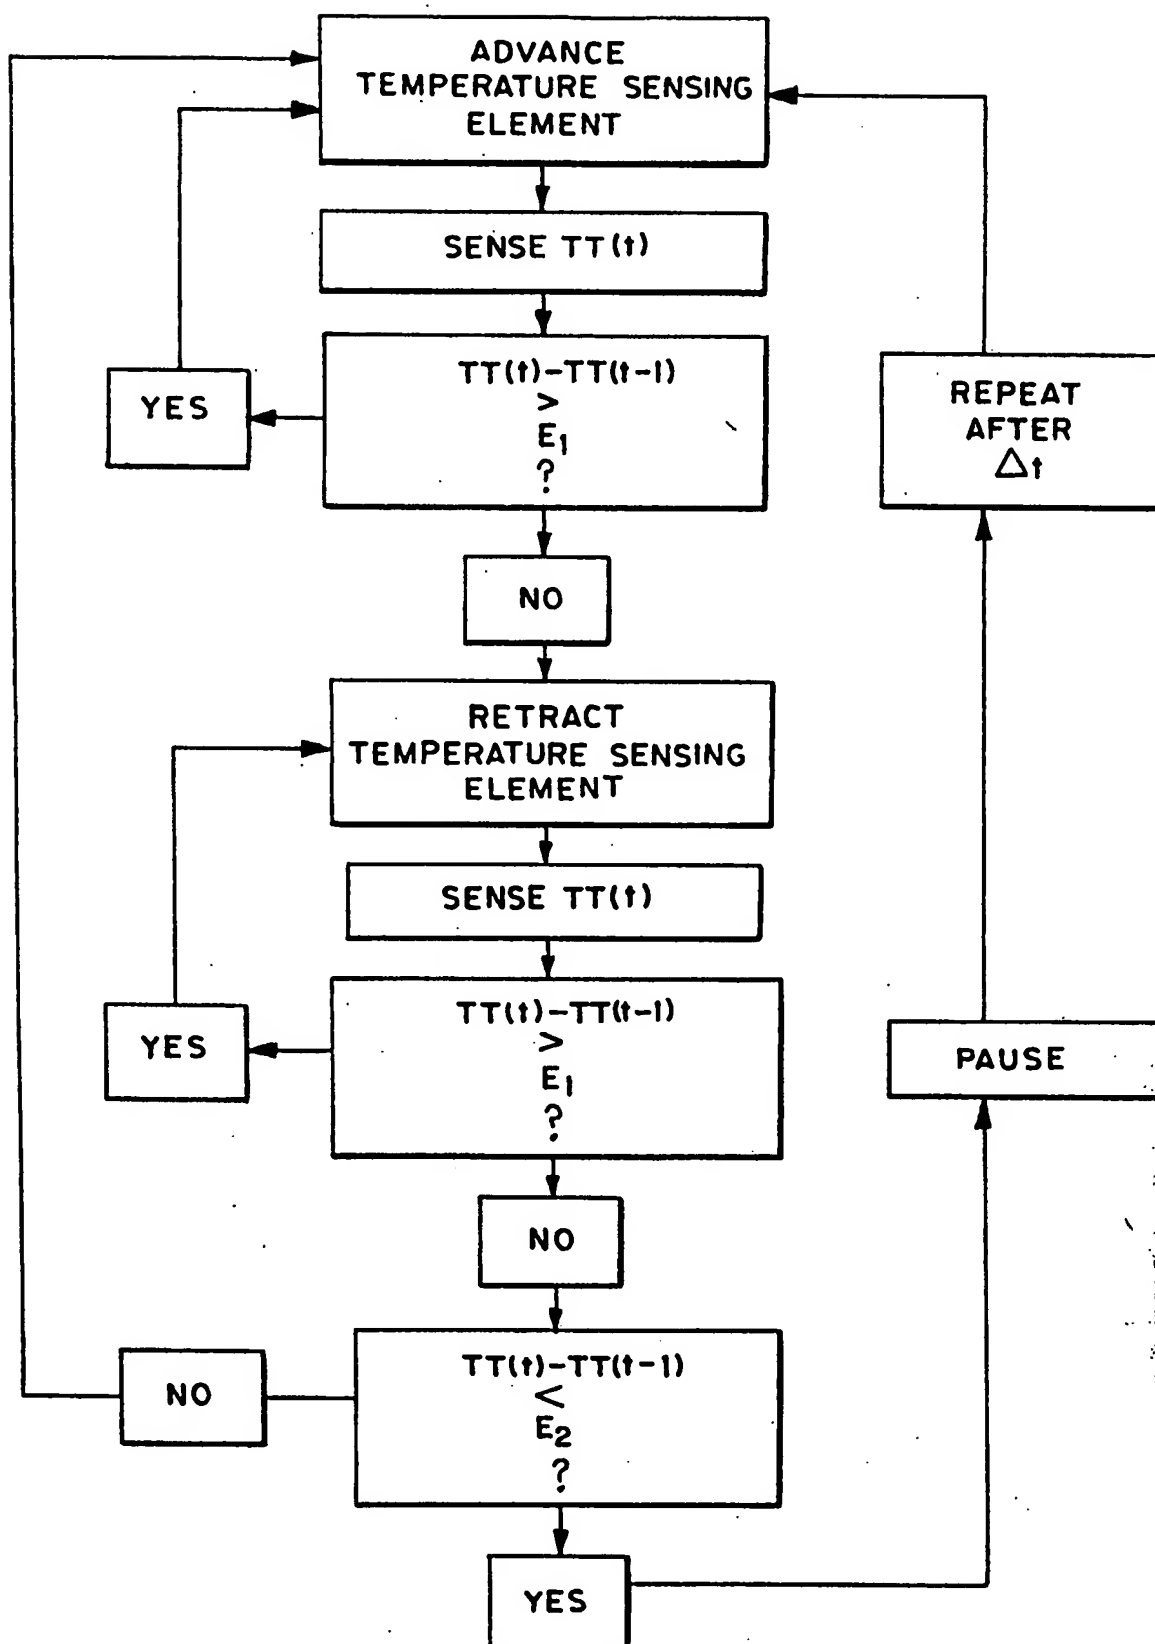 ADVANCE
TEMPERATURE SENSING
ELEMENT
SENSE TT(t)
TT(t)-TT(t-1)
>
E1
?
YES
REPEAT
AFTER
Δt
NO
RETRACT
TEMPERATURE SENSING
ELEMENT
SENSE TT(t)
TT(t)-TT(t-1)
>
E1
?
YES
PAUSE
NO
TT(t)-TT(t-1)
<
E2
?
NO
YES